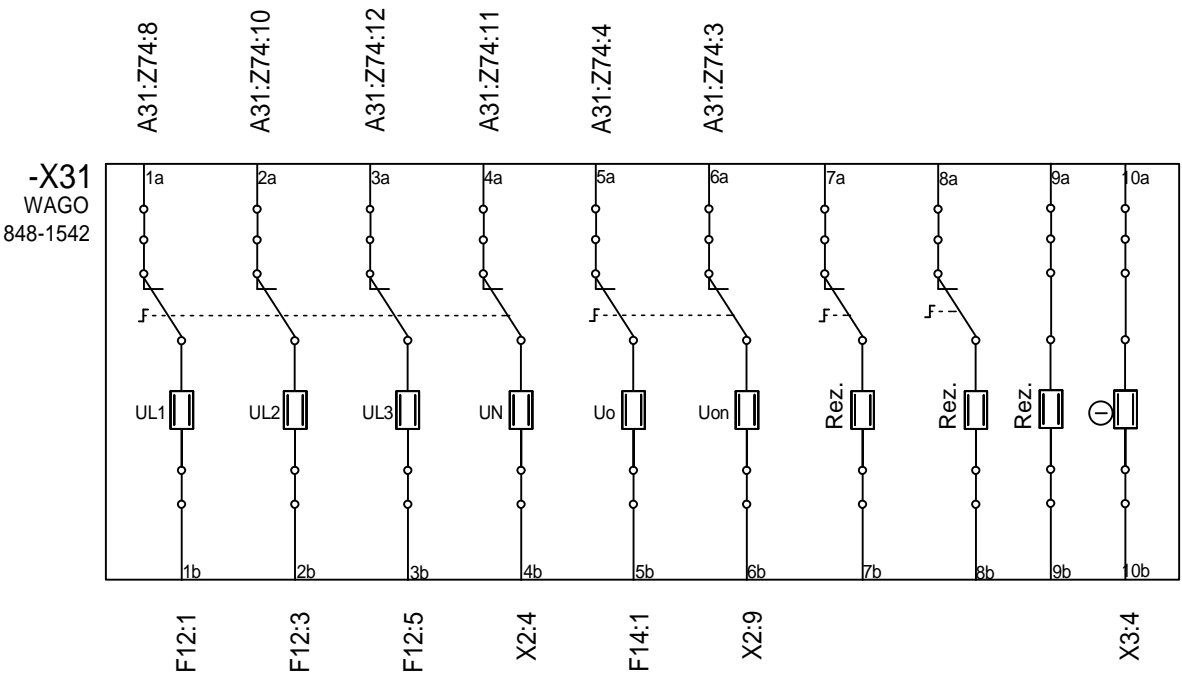 A31:Z74:8
A31:Z74:10
A31:Z74:12
A31:Z74:11
A31:Z74:4
A31:Z74:3
-X31
WAGO
848-1542
1a
2a
3a
4a
5a
6a
7a
8a
9a
10a
UL1
UL2
UL3
UN
Uo
Uon
Rez.
Rez.
Rez.
1b
2b
3b
4b
5b
6b
7b
8b
9b
10b
F12:1
F12:3
F12:5
X2:4
F14:1
X2:9
X3:4